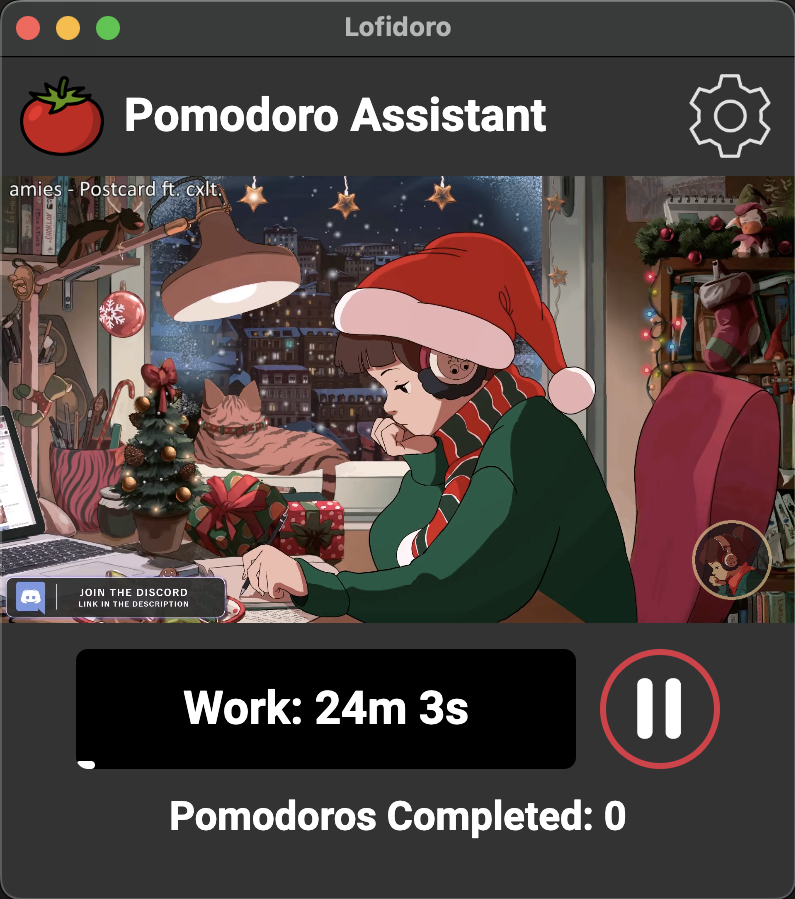 Lofidoro
Pomodoro Assistant
amies - Postcard ft. cxlt.
JOIN THE DISCORD
LINK IN THE DESCRIPTION
Work: 24m 3s
Pomodoros Completed: 0